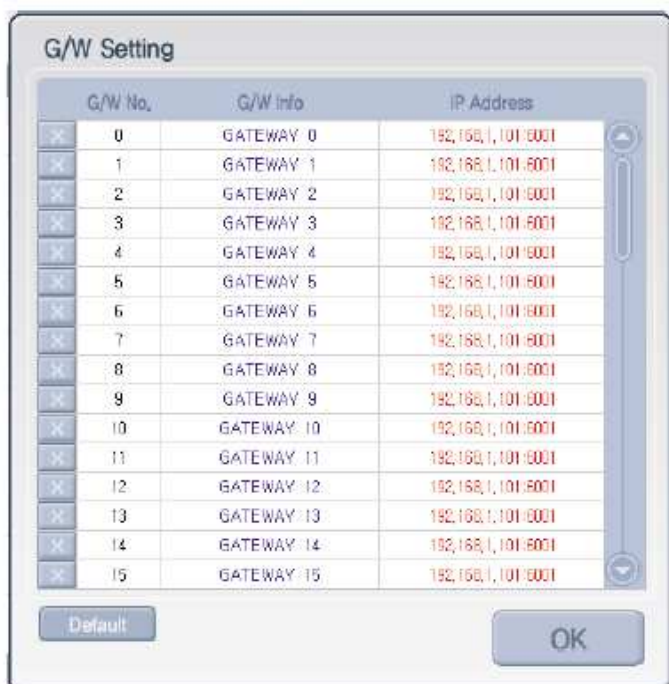 G/W Setting
G/W No. G/W Info IP Address
0 GATEWAY 0 192.168.1.101:6001
1 GATEWAY 1 192.168.1.101:6001
2 GATEWAY 2 192.168.1.101:6001
3 GATEWAY 3 192.168.1.101:6001
4 GATEWAY 4 192.168.1.101:6001
5 GATEWAY 5 192.168.1.101:6001
6 GATEWAY 6 192.168.1.101:6001
7 GATEWAY 7 192.168.1.101:6001
8 GATEWAY 8 192.168.1.101:6001
9 GATEWAY 9 192.168.1.101:6001
10 GATEWAY 10 192.168.1.101:6001
11 GATEWAY 11 192.168.1.101:6001
12 GATEWAY 12 192.168.1.101:6001
13 GATEWAY 13 192.168.1.101:6001
14 GATEWAY 14 192.168.1.101:6001
15 GATEWAY 15 192.168.1.101:6001
Default
OK